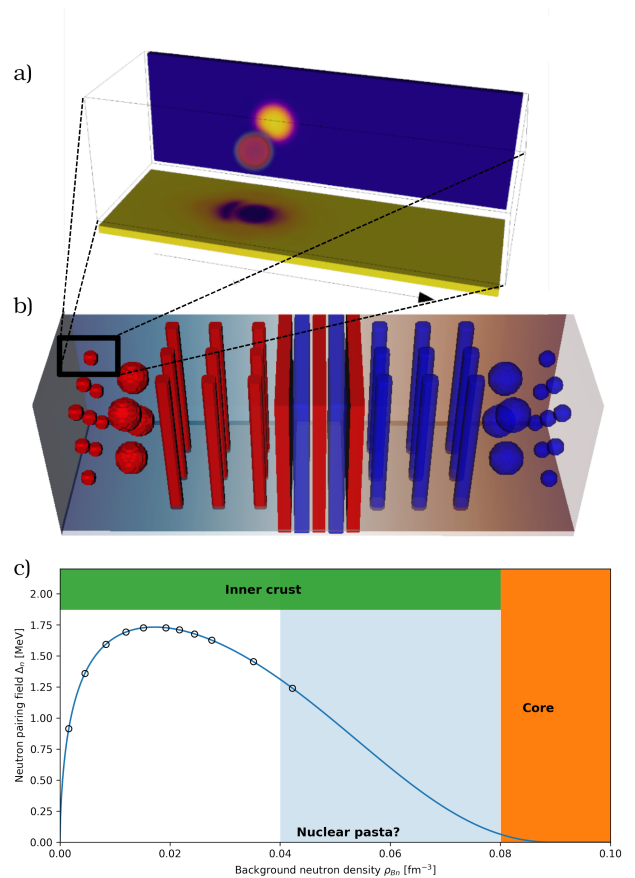 a)
b)
c)
Inner crust
Core
Nuclear pasta?
Neutron pairing field Δₙ [MeV]
2.00
1.75
1.50
1.25
1.00
0.75
0.50
0.25
0.00
0.00 0.02 0.04 0.06 0.08 0.10
Background neutron density ρ_Bn [fm⁻³]